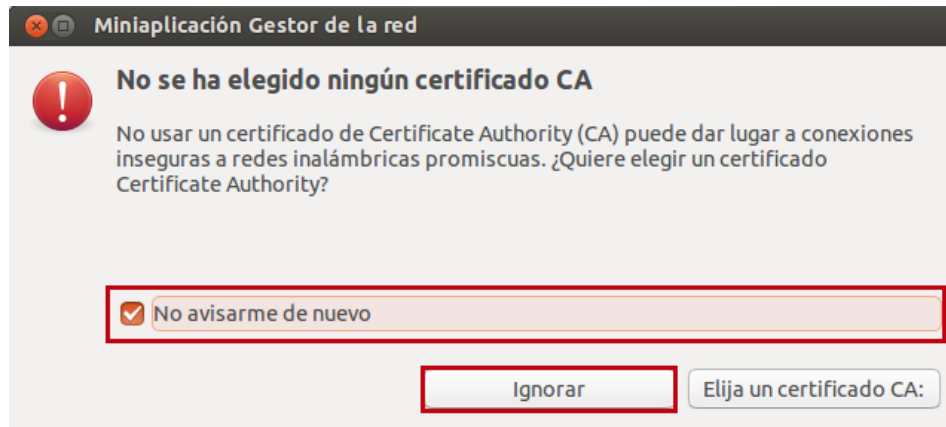 Miniaplicación Gestor de la red
No se ha elegido ningún certificado CA
No usar un certificado de Certificate Authority (CA) puede dar lugar a conexiones
inseguras a redes inalámbricas promiscuas. ¿Quiere elegir un certificado
Certificate Authority?
No avisarme de nuevo
Ignorar
Elija un certificado CA: